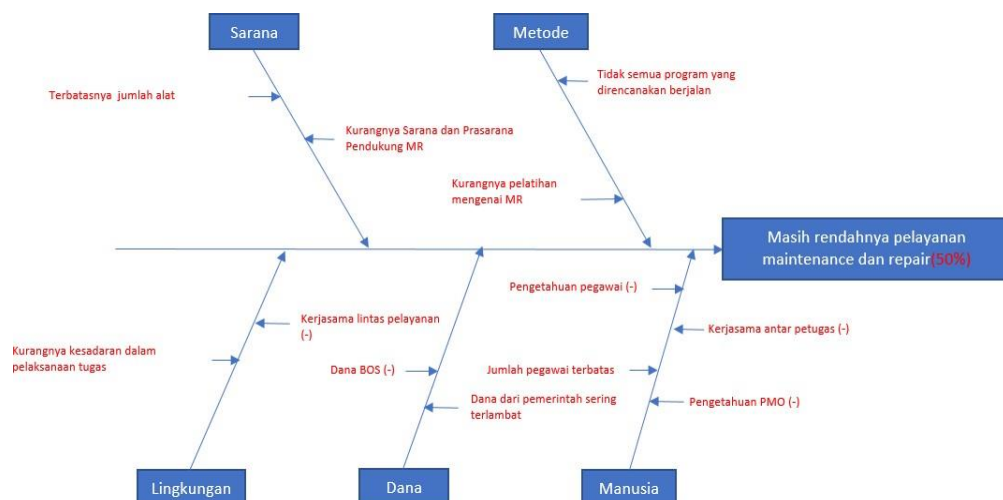 Sarana
Metode
Terbatasnya jumlah alat
Tidak semua program yang
direncanakan berjalan
Kurangnya Sarana dan Prasarana
Pendukung MR
Kurangnya pelatihan
mengenai MR
Masih rendahnya pelayanan
maintenance dan repair(50%)
Pengetahuan pegawai (-)
Kerjasama lintas pelayanan
(-)
Kerjasama antar petugas (-)
Kurangnya kesadaran dalam
pelaksanaan tugas
Dana BOS (-)
Jumlah pegawai terbatas
Dana dari pemerintah sering
terlambat
Pengetahuan PMO (-)
Lingkungan
Dana
Manusia